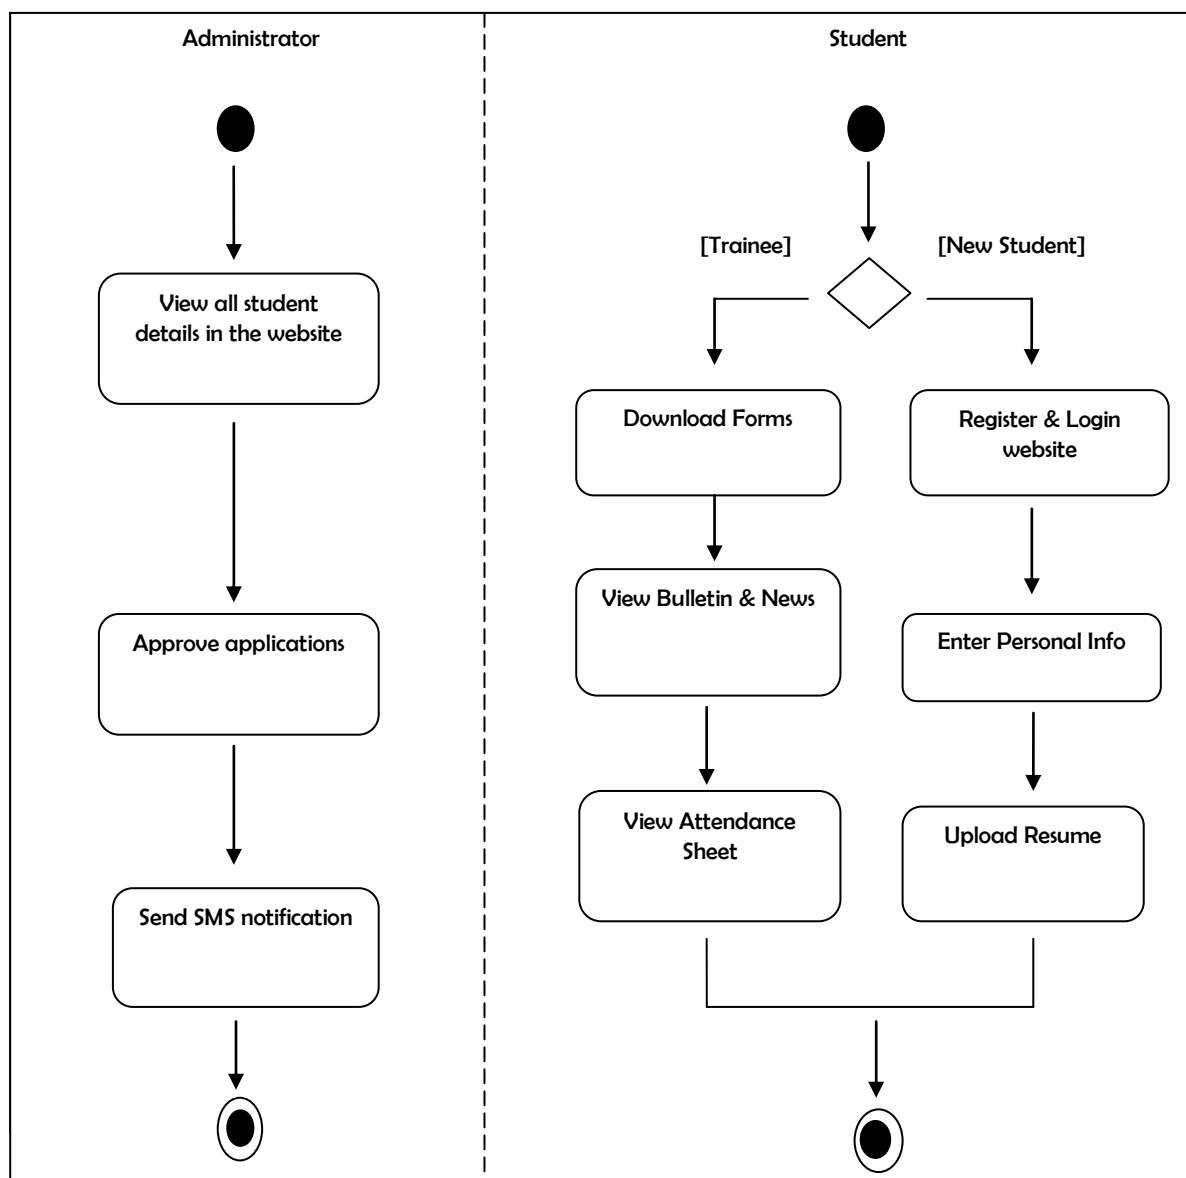 Administrator
Student
[Trainee]
[New Student]
View all student
details in the website
Download Forms
Register & Login
website
View Bulletin & News
Approve applications
Enter Personal Info
View Attendance
Sheet
Upload Resume
Send SMS notification